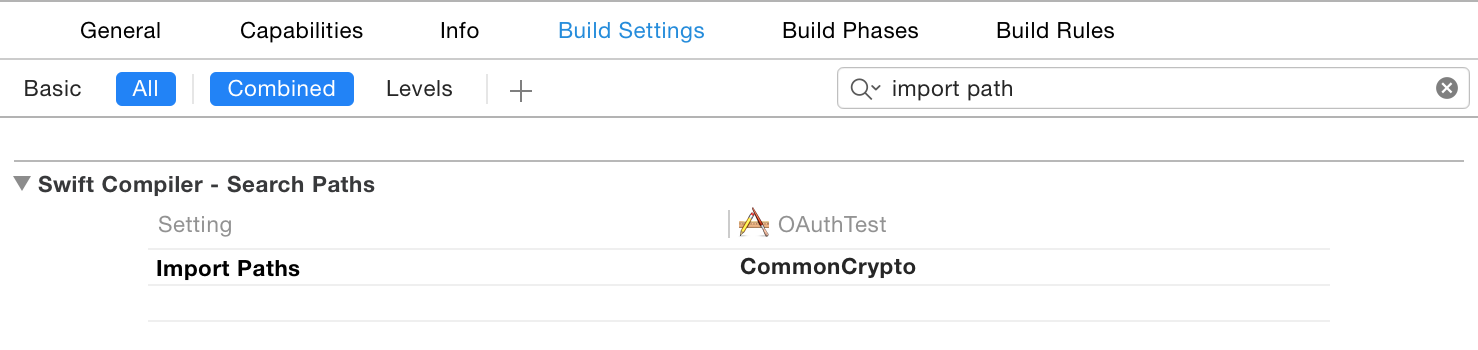 General Capabilities Info Build Settings Build Phases Build Rules
Basic All Combined Levels import path
Swift Compiler - Search Paths
Setting OAuthTest
Import Paths CommonCrypto